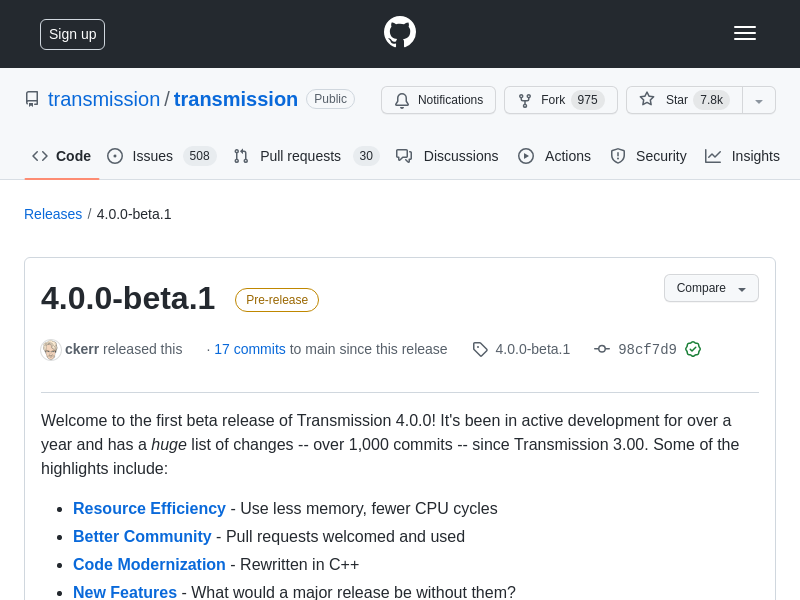 Sign up
transmission / transmission Public
Notifications Fork 975 Star 7.8k
Code Issues 508 Pull requests 30 Discussions Actions Security Insights
Releases / 4.0.0-beta.1
4.0.0-beta.1 Pre-release Compare
ckerr released this · 17 commits to main since this release 4.0.0-beta.1 98cf7d9
Welcome to the first beta release of Transmission 4.0.0! It's been in active development for over a
year and has a huge list of changes -- over 1,000 commits -- since Transmission 3.00. Some of the
highlights include:
• Resource Efficiency - Use less memory, fewer CPU cycles
• Better Community - Pull requests welcomed and used
• Code Modernization - Rewritten in C++
• New Features - What would a major release be without them?